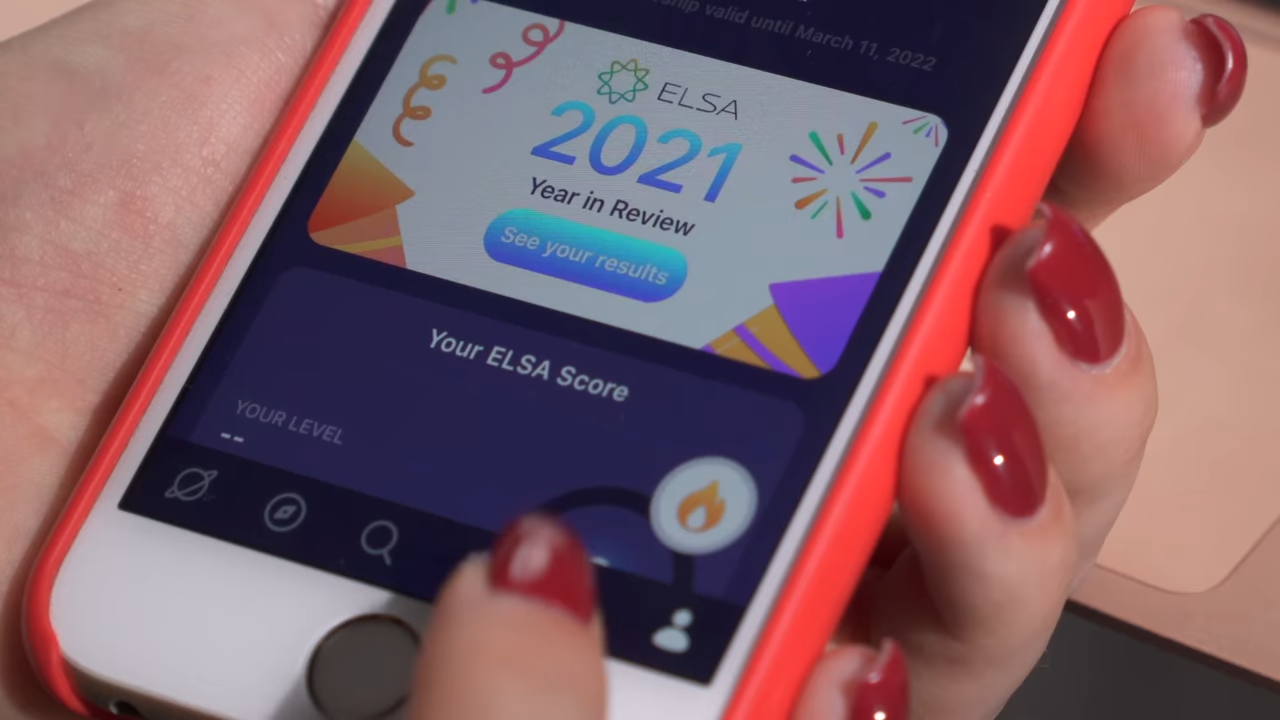 ship valid until March 11, 2022
ELSA
2021
Year in Review
See your results
Your ELSA Score
YOUR LEVEL
--